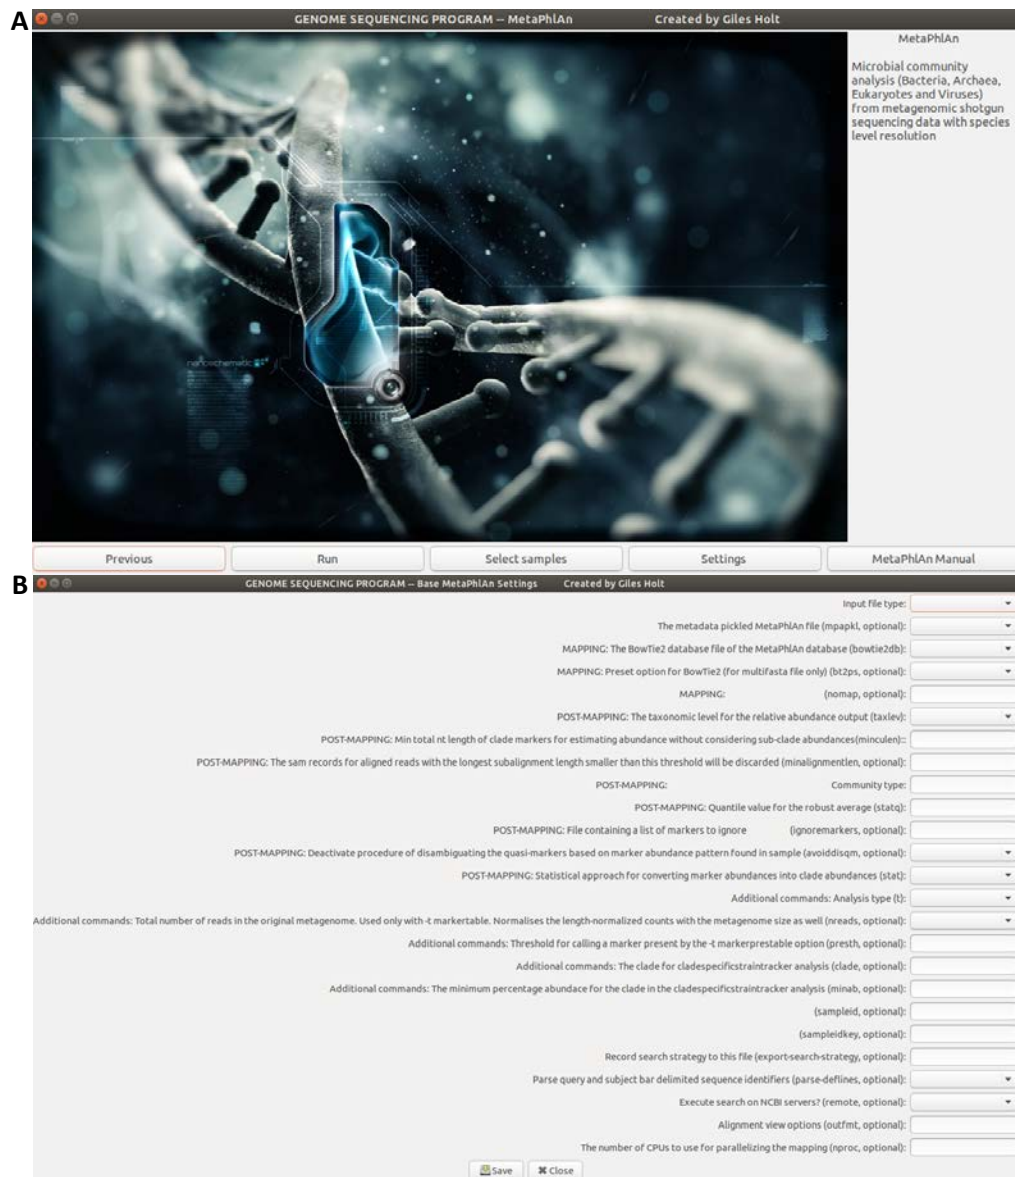 A
GENOME SEQUENCING PROGRAM -- MetaPhlAn Created by Giles Holt
MetaPhlAn
Microbial community
analysis (Bacteria, Archaea,
Eukaryotes and Viruses)
from metagenomic shotgun
sequencing data with species
level resolution
nanoschematic
Previous Run Select samples Settings MetaPhlAn Manual
B
GENOME SEQUENCING PROGRAM -- Base MetaPhlAn Settings Created by Giles Holt
Input file type:
The metadata pickled MetaPhlAn file (mpapkl, optional):
MAPPING: The BowTie2 database file of the MetaPhlAn database (bowtie2db):
MAPPING: Preset option for BowTie2 (for multifasta file only) (bt2ps, optional):
MAPPING: (nomap, optional):
POST-MAPPING: The taxonomic level for the relative abundance output (taxlev):
POST-MAPPING: Min total nt length of clade markers for estimating abundance without considering sub-clade abundances(minculen)::
POST-MAPPING: The sam records for aligned reads with the longest subalignment length smaller than this threshold will be discarded (minalignmentlen, optional):
POST-MAPPING: Community type:
POST-MAPPING: Quantile value for the robust average (statq):
POST-MAPPING: File containing a list of markers to ignore (ignoremarkers, optional):
POST-MAPPING: Deactivate procedure of disambiguating the quasi-markers based on marker abundance pattern found in sample (avoiddisqm, optional):
POST-MAPPING: Statistical approach for converting marker abundances into clade abundances (stat):
Additional commands: Analysis type (t):
Additional commands: Total number of reads in the original metagenome. Used only with -t markertable. Normalises the length-normalized counts with the metagenome size as well (nreads, optional):
Additional commands: Threshold for calling a marker present by the -t markerprestable option (presth, optional):
Additional commands: The clade for cladespecificstraintracker analysis (clade, optional):
Additional commands: The minimum percentage abundace for the clade in the cladespecificstraintracker analysis (minab, optional):
(sampleid, optional):
(sampleidkey, optional):
Record search strategy to this file (export-search-strategy, optional):
Parse query and subject bar delimited sequence identifiers (parse-deflines, optional):
Execute search on NCBI servers? (remote, optional):
Alignment view options (outfmt, optional):
The number of CPUs to use for parallelizing the mapping (nproc, optional):
Save Close